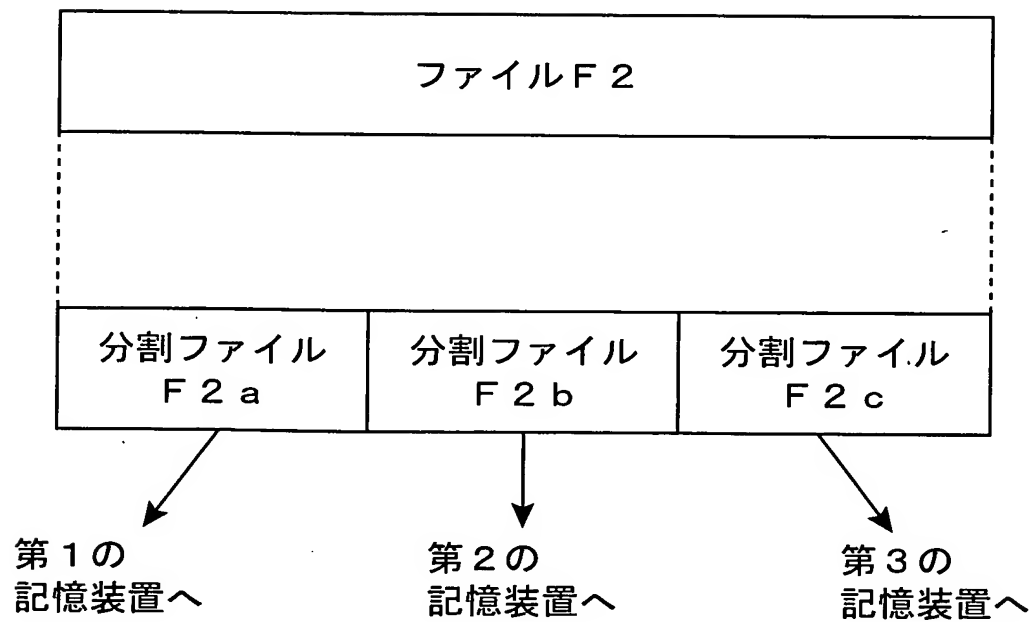 ファイルF2
分割ファイル
F2a
分割ファイル
F2b
分割ファイル
F2c
第1の
記憶装置へ
第2の
記憶装置へ
第3の
記憶装置へ